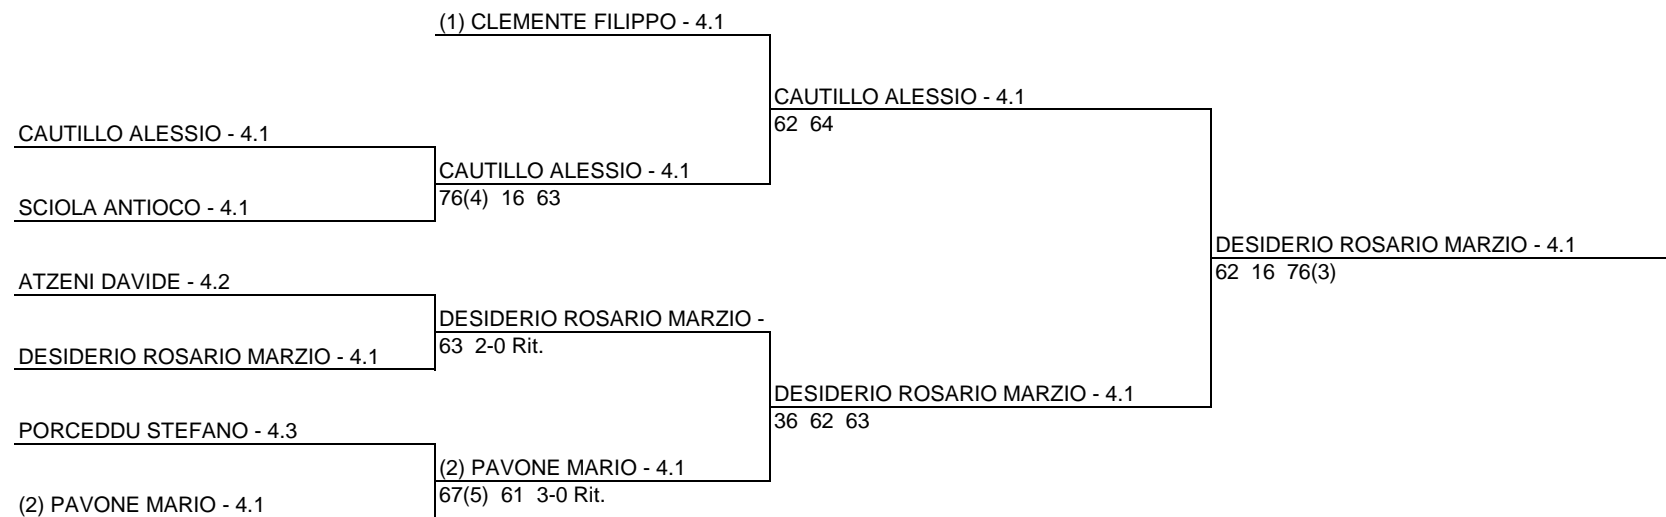 (1) CLEMENTE FILIPPO - 4.1
CAUTILLO ALESSIO - 4.1
62 64
CAUTILLO ALESSIO - 4.1
CAUTILLO ALESSIO - 4.1
76(4) 16 63
SCIOLA ANTIOCO - 4.1
DESIDERIO ROSARIO MARZIO - 4.1
62 16 76(3)
ATZENI DAVIDE - 4.2
DESIDERIO ROSARIO MARZIO -
63 2-0 Rit.
DESIDERIO ROSARIO MARZIO - 4.1
DESIDERIO ROSARIO MARZIO - 4.1
36 62 63
PORCEDDU STEFANO - 4.3
(2) PAVONE MARIO - 4.1
67(5) 61 3-0 Rit.
(2) PAVONE MARIO - 4.1